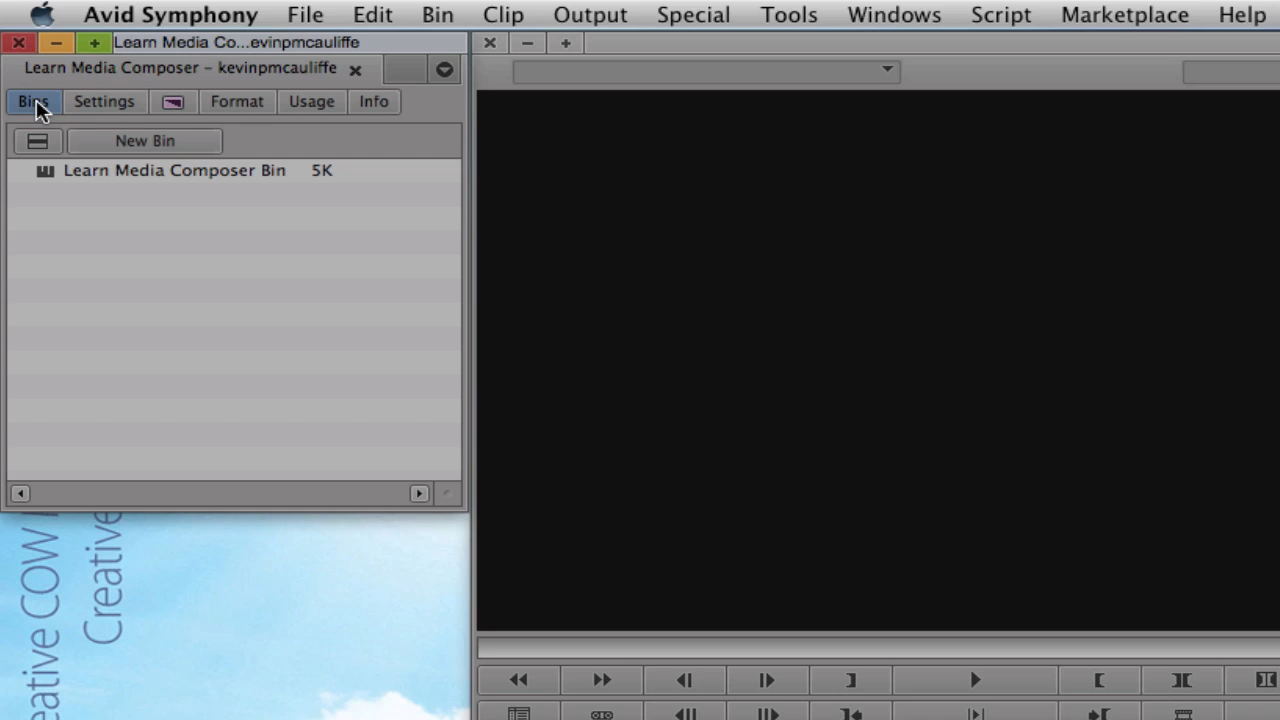 Avid Symphony File Edit Bin Clip Output Special Tools Windows Script Marketplace Help
Learn Media Co...evinpmcauliffe
Learn Media Composer – kevinpmcauliffe
Bins Settings Format Usage Info
New Bin
Learn Media Composer Bin 5K
eative COW
Creative